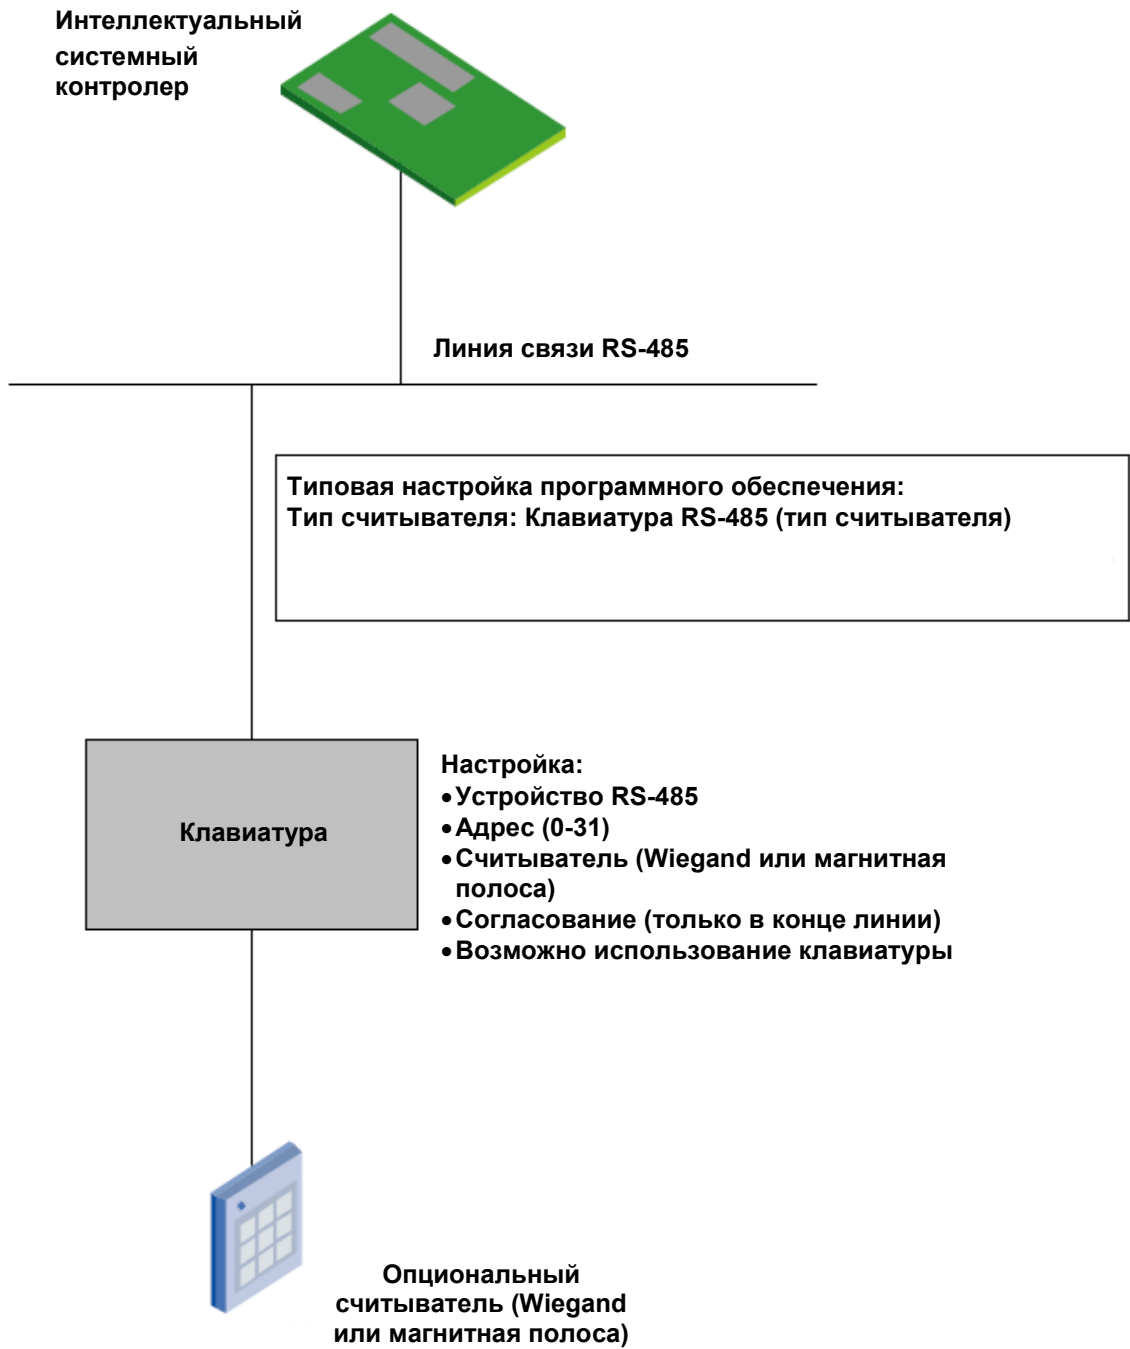 Интеллектуальный
системный
контролер
Линия связи RS-485
Типовая настройка программного обеспечения:
Тип считывателя: Клавиатура RS-485 (тип считывателя)
Клавиатура
Настройка:
•Устройство RS-485
•Адрес (0-31)
•Считыватель (Wiegand или магнитная
полоса)
•Согласование (только в конце линии)
•Возможно использование клавиатуры
Опциональный
считыватель (Wiegand
или магнитная полоса)